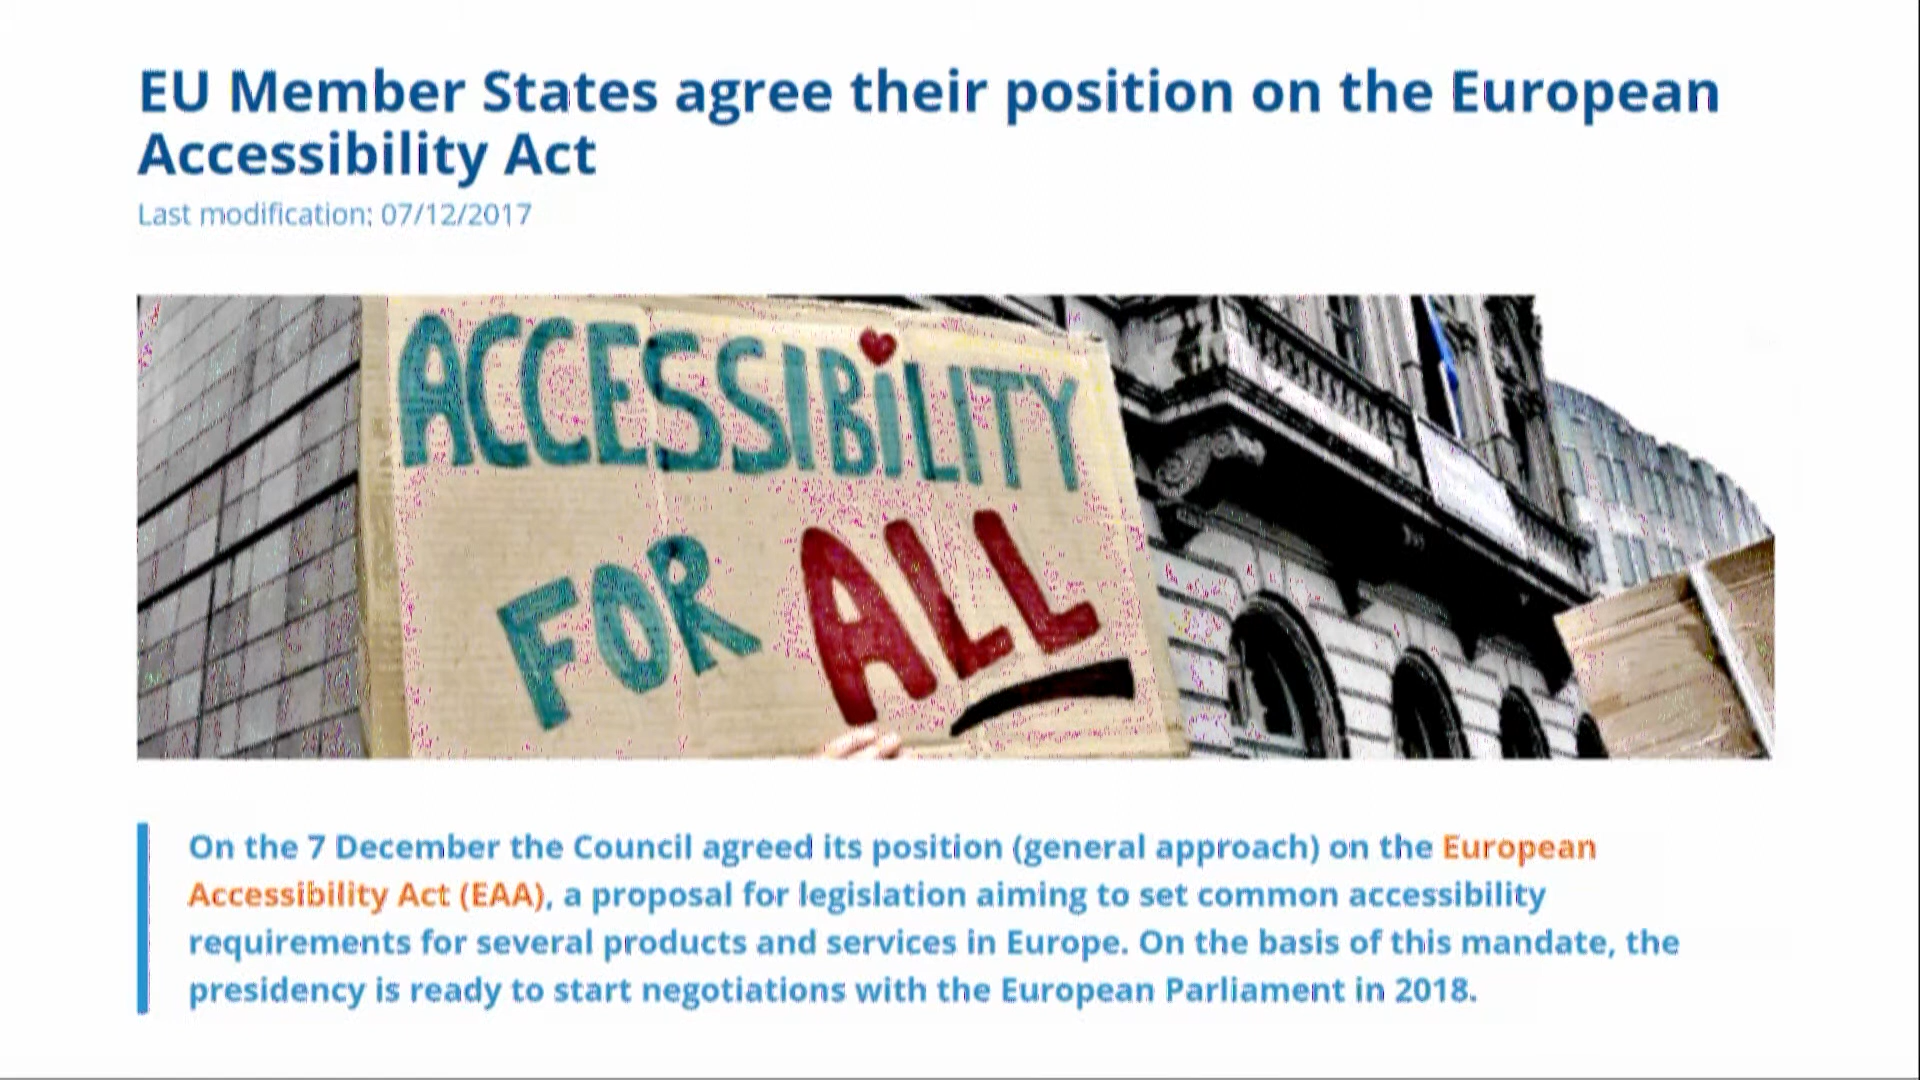 EU Member States agree their position on the European
Accessibility Act
Last modification: 07/12/2017
ACCESSIBiLITY
FOR ALL
On the 7 December the Council agreed its position (general approach) on the European
Accessibility Act (EAA), a proposal for legislation aiming to set common accessibility
requirements for several products and services in Europe. On the basis of this mandate, the
presidency is ready to start negotiations with the European Parliament in 2018.